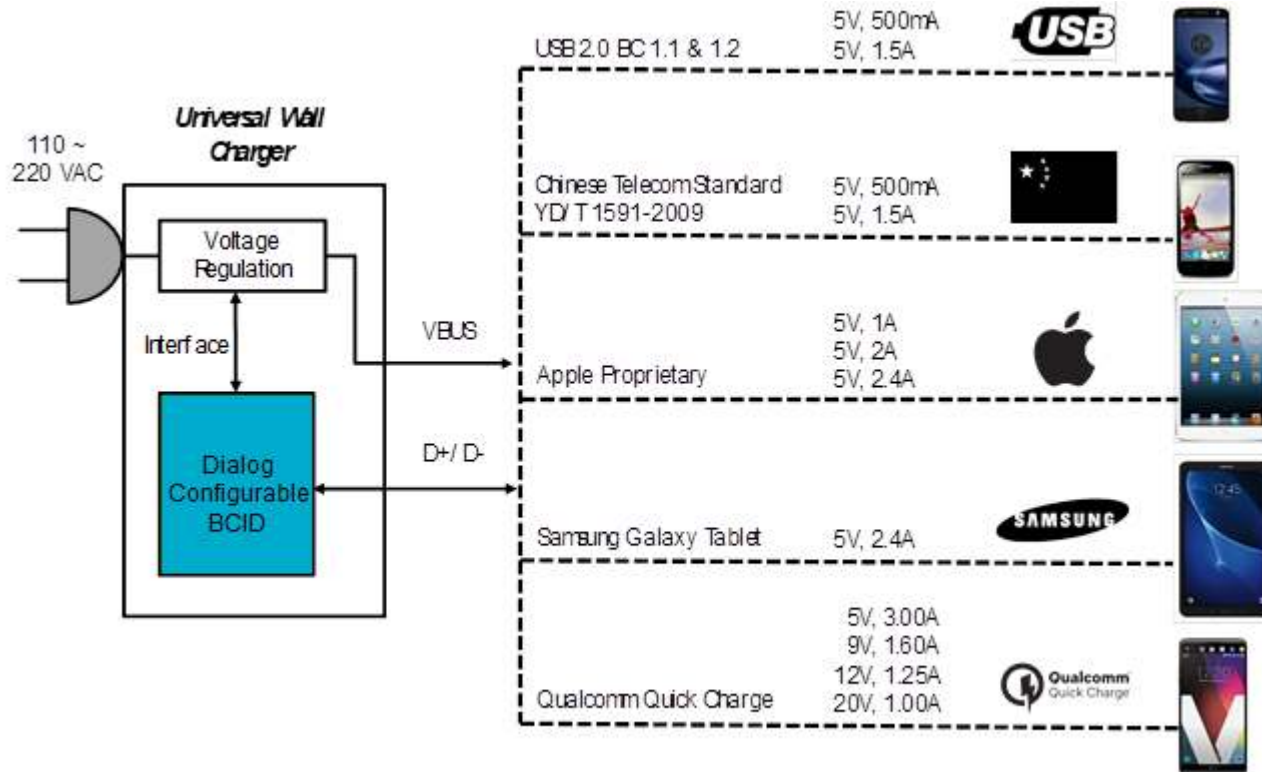 Universal Wall
Charger
110 ~
220 VAC
Voltage
Regulation
Interface
Dialog
Configurable
BCID
VBUS
D+/ D-
USB 2.0 BC 1.1 & 1.2
5V, 500mA
5V, 1.5A
USB
Chinese Telecom Standard
YD/ T 1591-2009
5V, 500mA
5V, 1.5A
Apple Proprietary
5V, 1A
5V, 2A
5V, 2.4A
Samsung Galaxy Tablet
5V, 2.4A
SAMSUNG
12:45
Qualcomm Quick Charge
5V, 3.00A
9V, 1.60A
12V, 1.25A
20V, 1.00A
Qualcomm
Quick Charge